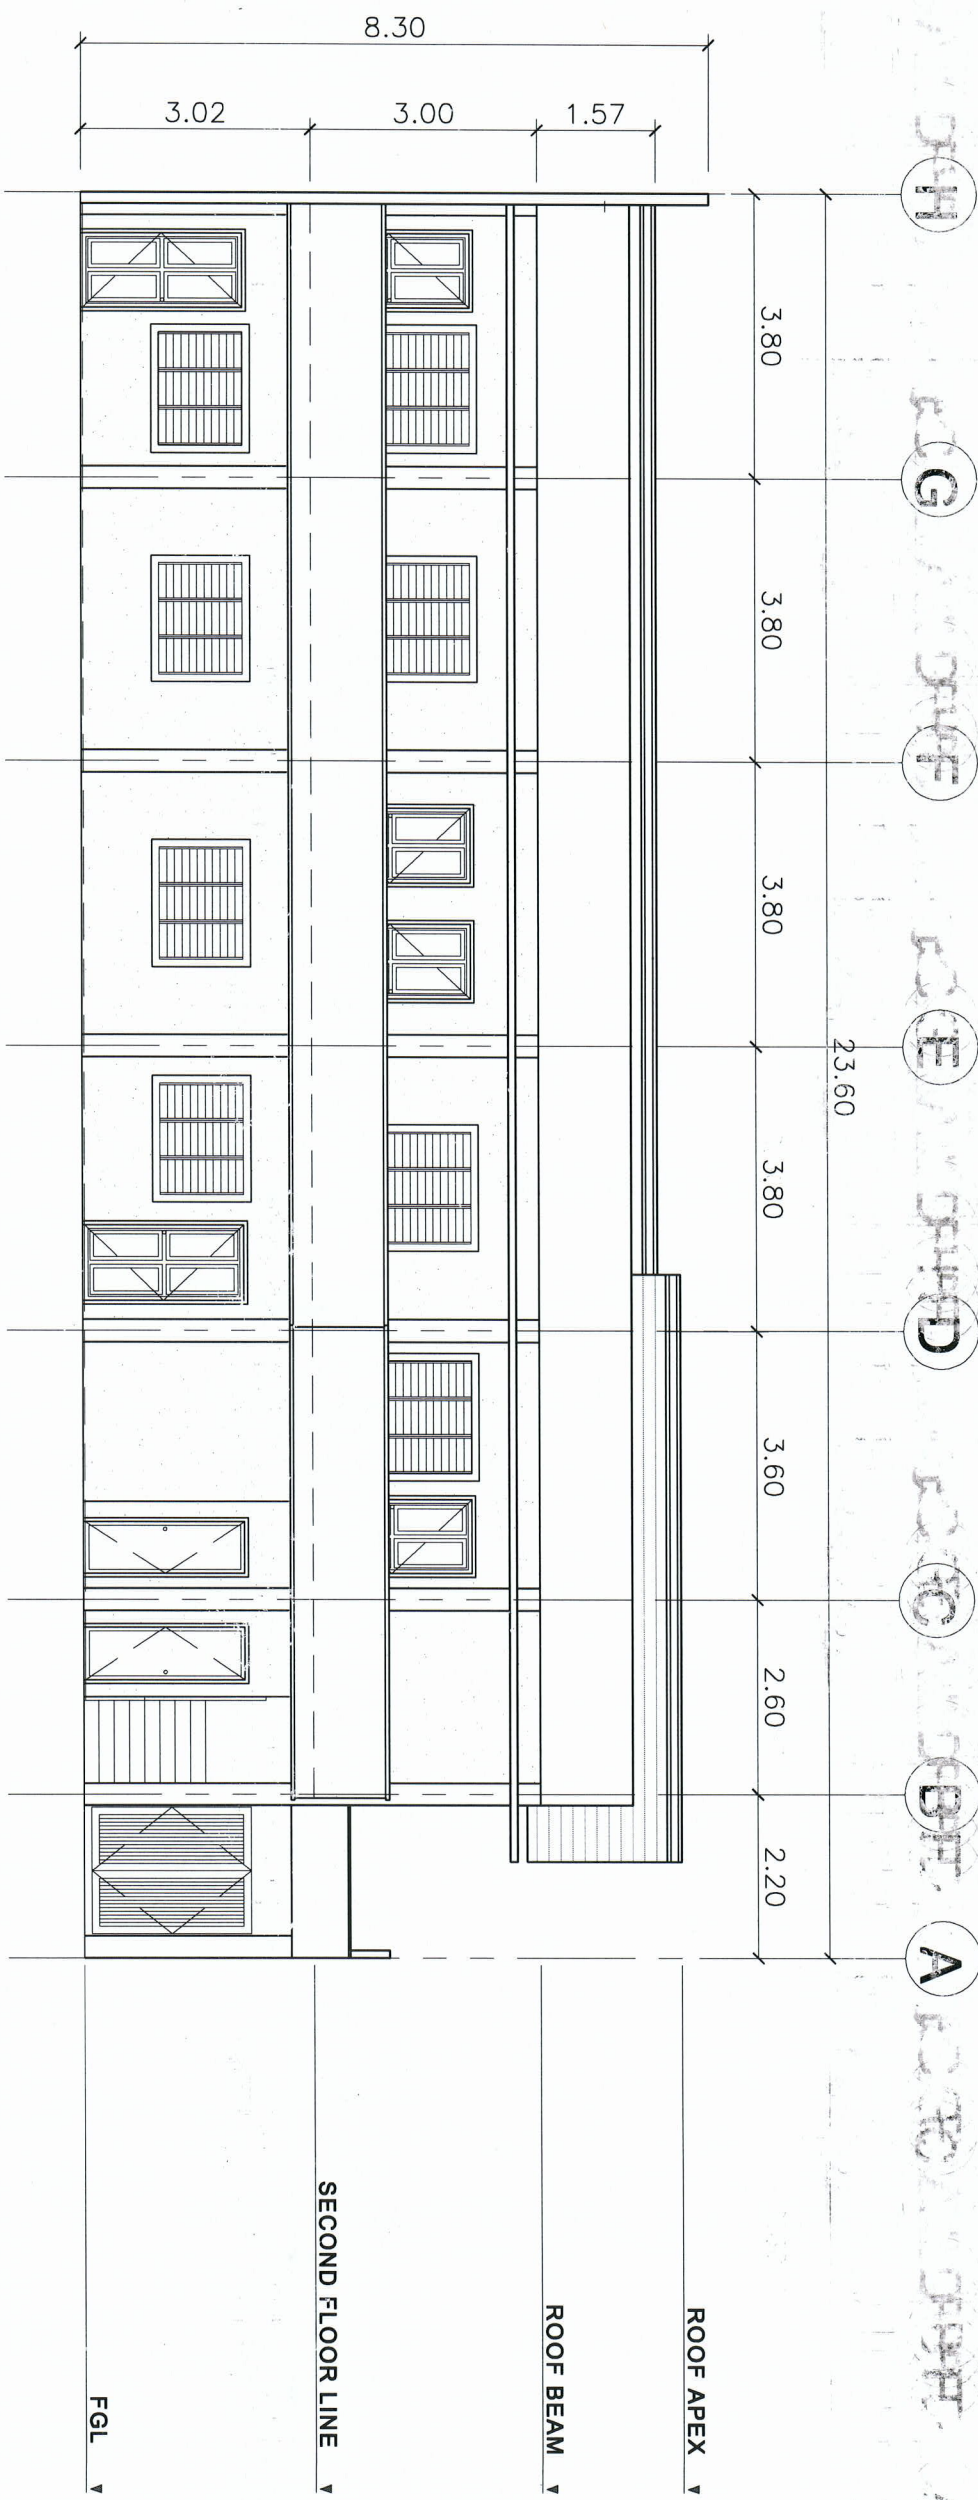 H
G
F
E
D
C
B
A
23.60
3.80
3.80
3.80
3.80
3.60
2.60
2.20
8.30
1.57
3.00
3.02
ROOF APEX
ROOF BEAM
SECOND FLOOR LINE
FGL